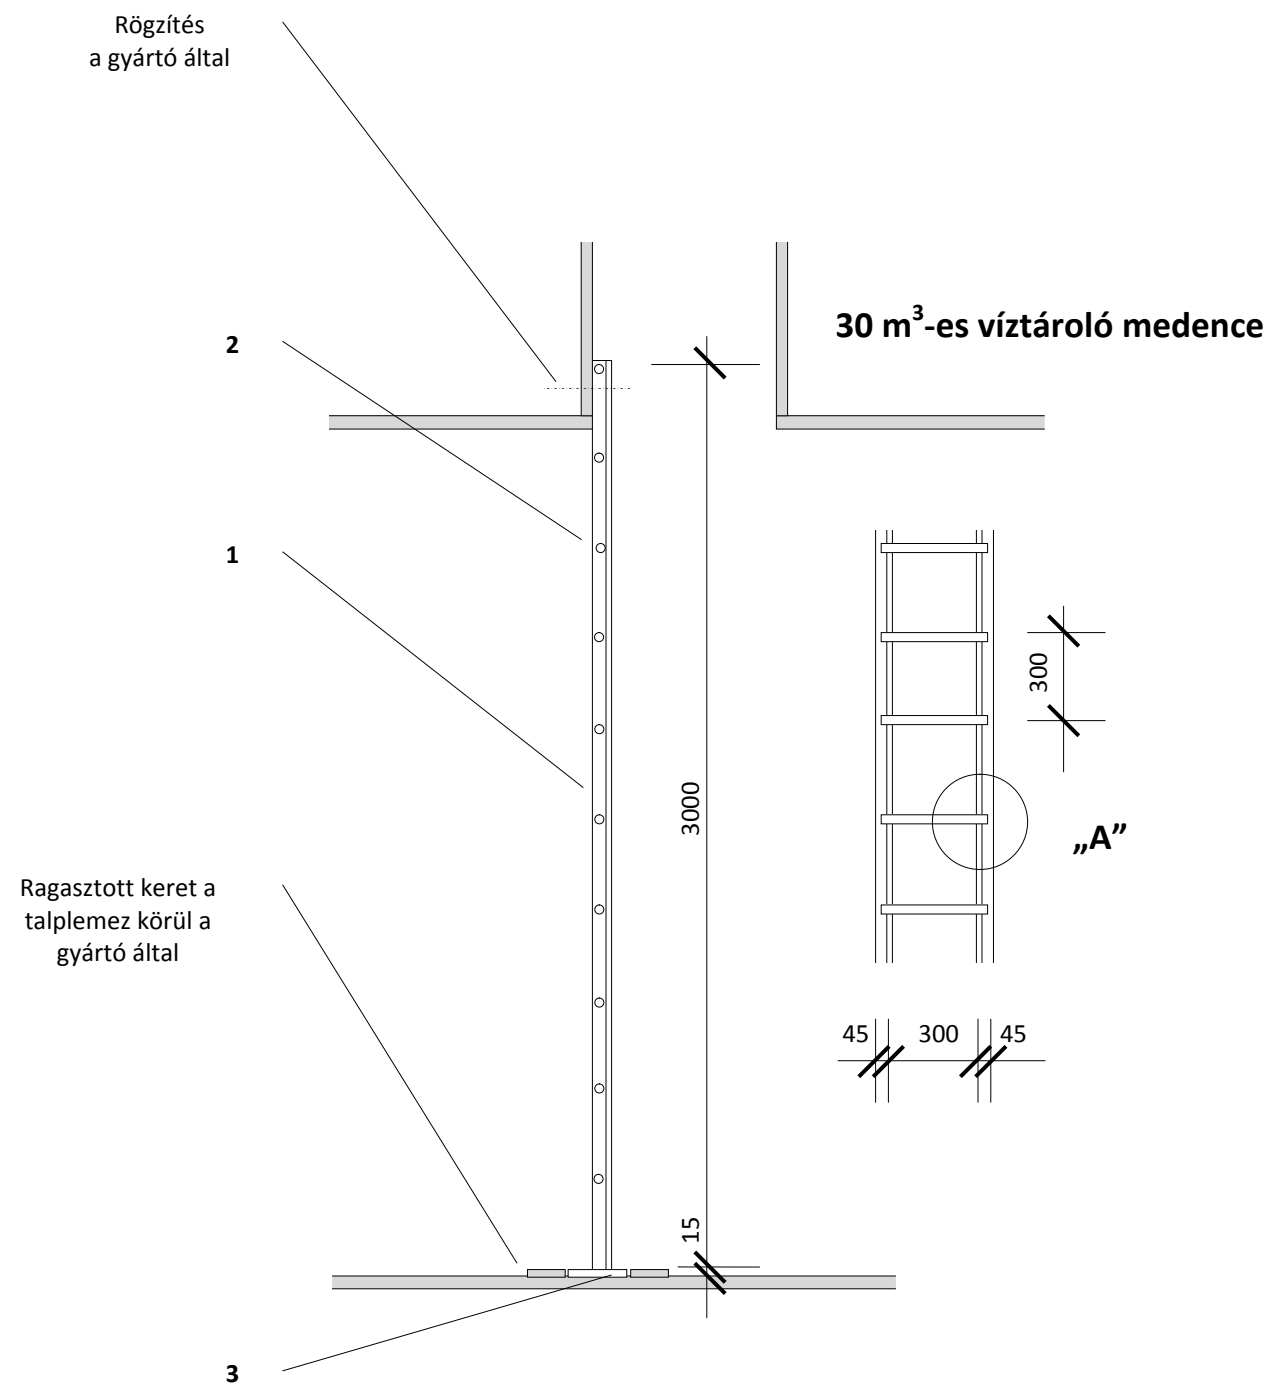 Rögzítés
a gyártó által
30 m³-es víztároló medence
2
1
300
3000
„A”
Ragasztott keret a
talplemez körül a
gyártó által
45 300 45
15
3